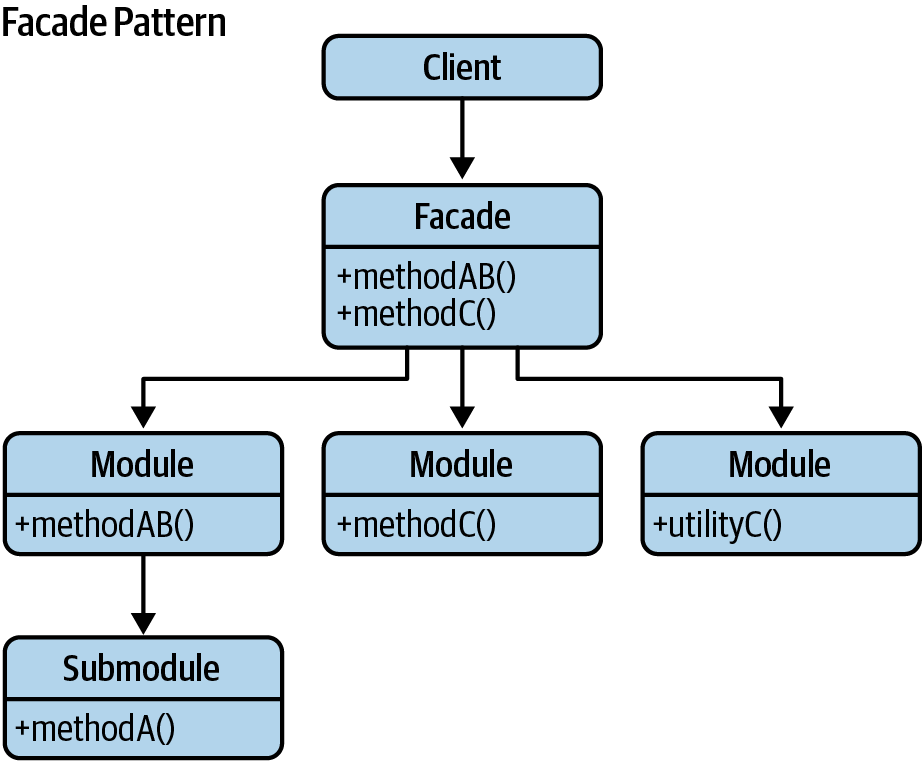 Facade Pattern
Client
Facade
+methodAB()
+methodC()
Module
+methodAB()
Module
+methodC()
Module
+utilityC()
Submodule
+methodA()